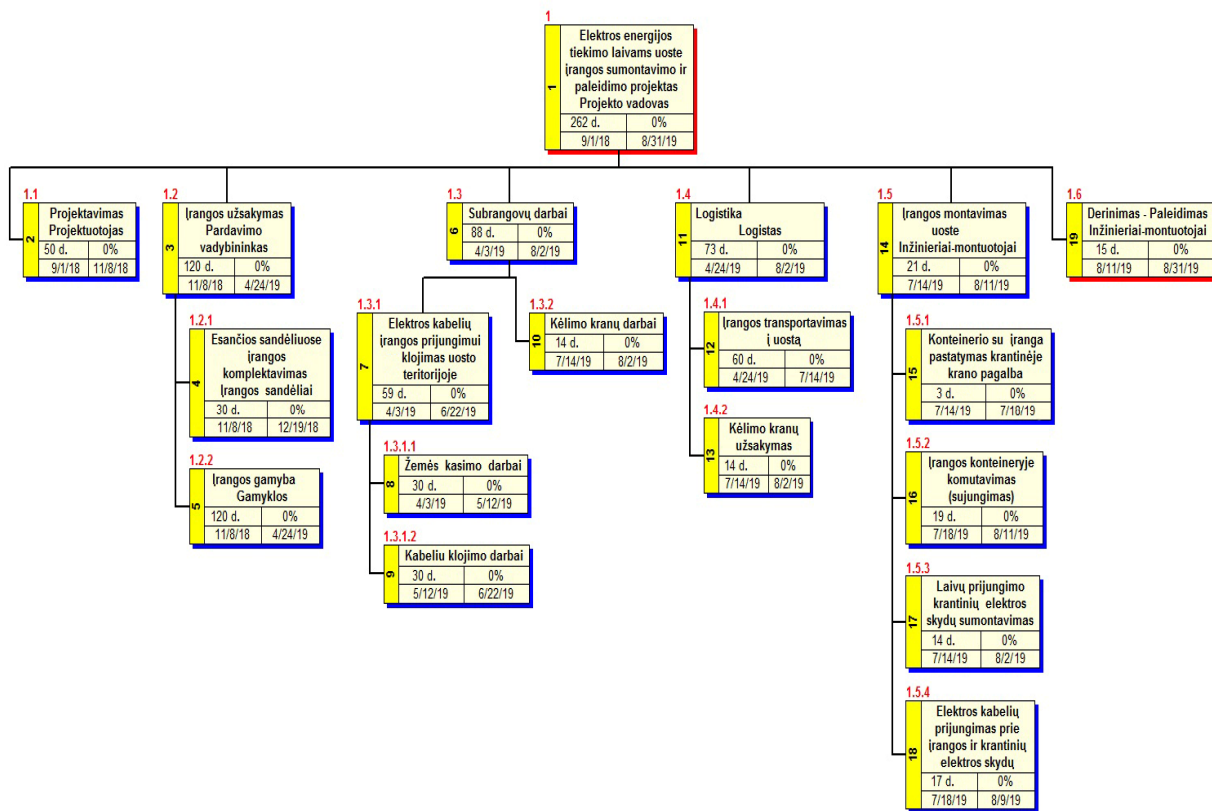 1
Elektros energijos
tiekimo laivams uoste
įrangos sumontavimo ir
paleidimo projektas
Projekto vadovas
1
262 d. 0%
9/1/18 8/31/19
1.1
Projektavimas
Projektuotojas
2
50 d. 0%
9/1/18 11/8/18
1.2
Įrangos užsakymas
Pardavimo
vadybininkas
3
120 d. 0%
11/8/18 4/24/19
1.2.1
Esančios sandėliuose
įrangos
komplektavimas
Įrangos sandėliai
4
30 d. 0%
11/8/18 12/19/18
1.2.2
Įrangos gamyba
Gamyklos
5
120 d. 0%
11/8/18 4/24/19
1.3
Subrangovų darbai
6
88 d. 0%
4/3/19 8/2/19
1.3.1
Elektros kabelių
įrangos prijungimui
klojimas uosto
teritorijoje
7
59 d. 0%
4/3/19 6/22/19
1.3.1.1
Žemės kasimo darbai
8
30 d. 0%
4/3/19 5/12/19
1.3.1.2
Kabeliu klojimo darbai
9
30 d. 0%
5/12/19 6/22/19
1.3.2
Kėlimo kranų darbai
10
14 d. 0%
7/14/19 8/2/19
1.4
Logistika
Logistas
11
73 d. 0%
4/24/19 8/2/19
1.4.1
Įrangos transportavimas
į uostą
12
60 d. 0%
4/24/19 7/14/19
1.4.2
Kėlimo kranų
užsakymas
13
14 d. 0%
7/14/19 8/2/19
1.5
Įrangos montavimas
uoste
Inžinieriai-montuotojai
14
21 d. 0%
7/14/19 8/11/19
1.5.1
Konteinerio su įranga
pastatymas krantinėje
krano pagalba
15
3 d. 0%
7/14/19 7/18/19
1.5.2
Įrangos konteineryje
komutavimas
(sujungimas)
16
19 d. 0%
7/18/19 8/11/19
1.5.3
Laivų prijungimo
krantinių elektros
skydų sumontavimas
17
14 d. 0%
7/14/19 8/2/19
1.5.4
Elektros kabelių
prijungimas prie
įrangos ir krantinių
elektros skydų
18
17 d. 0%
7/18/19 8/9/19
1.6
Derinimas - Paleidimas
Inžinieriai-montuotojai
19
15 d. 0%
8/11/19 8/31/19